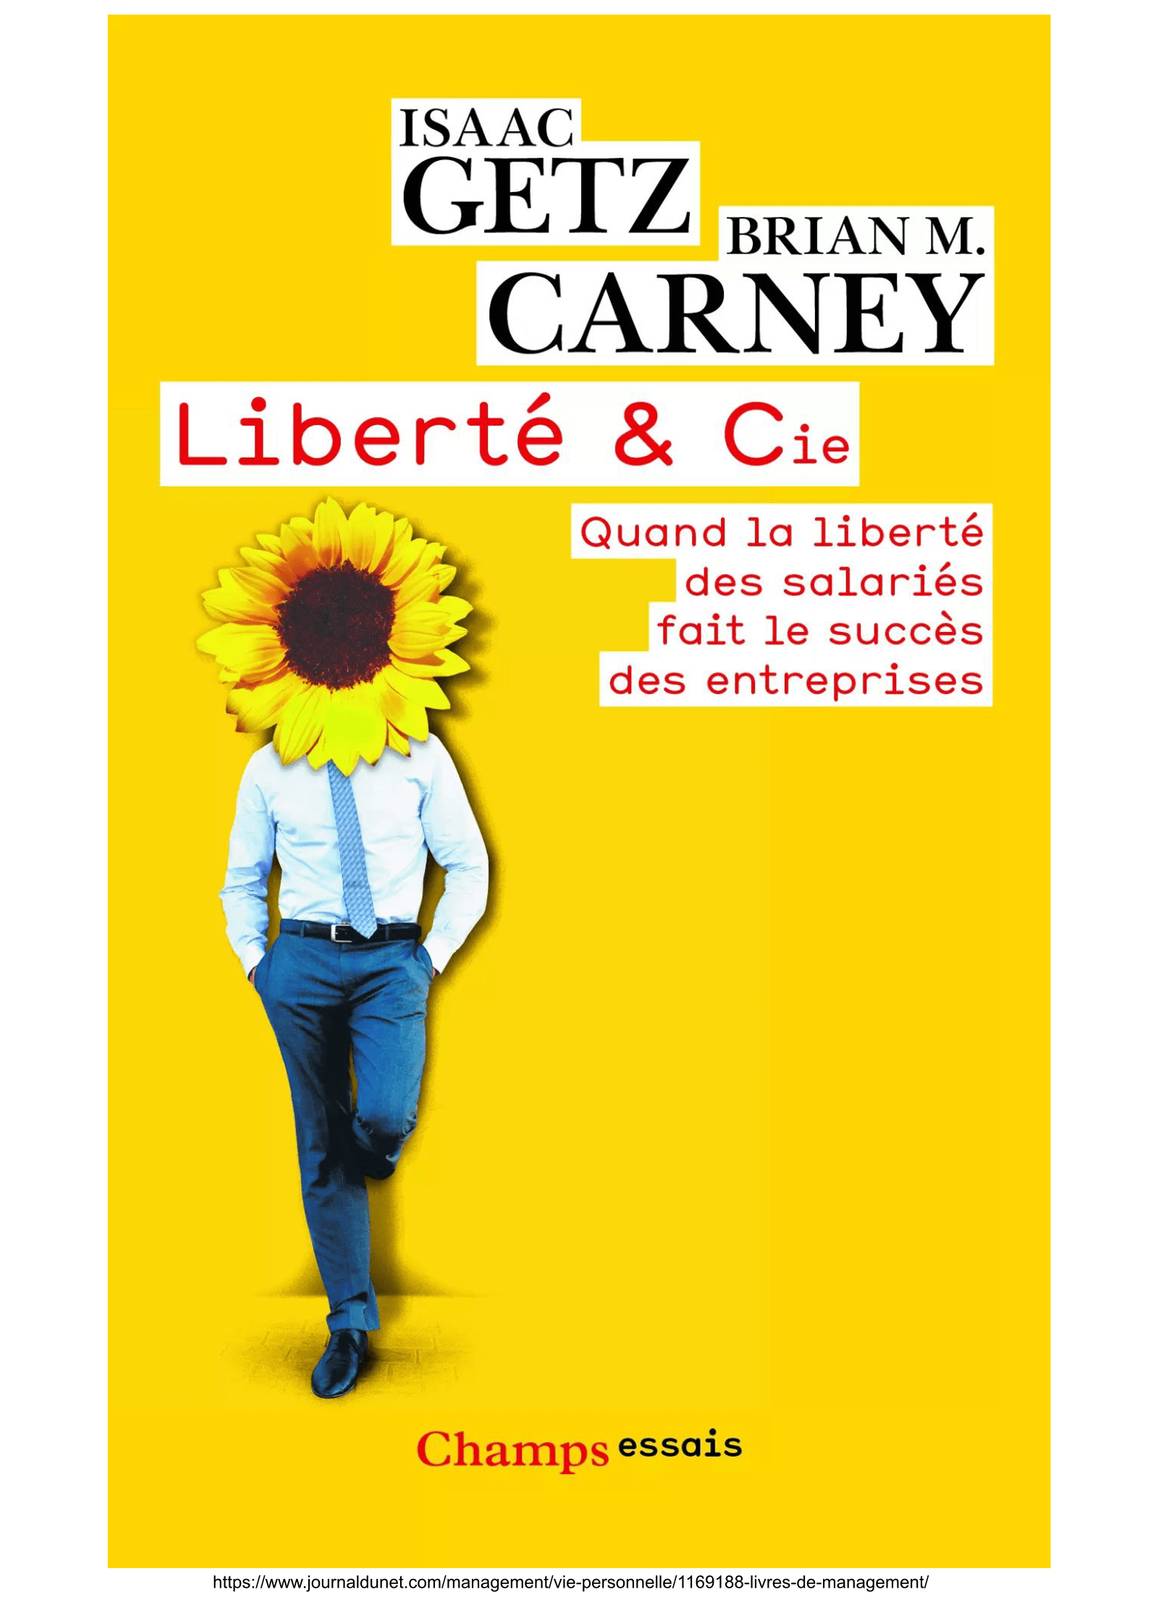 ISAAC
GETZ
BRIAN M.
CARNEY
Liberté & Cie
Quand la liberté
des salariés
fait le succès
des entreprises
Champs essais
https://www.journaldunet.com/management/vie-personnelle/1169188-livres-de-management/